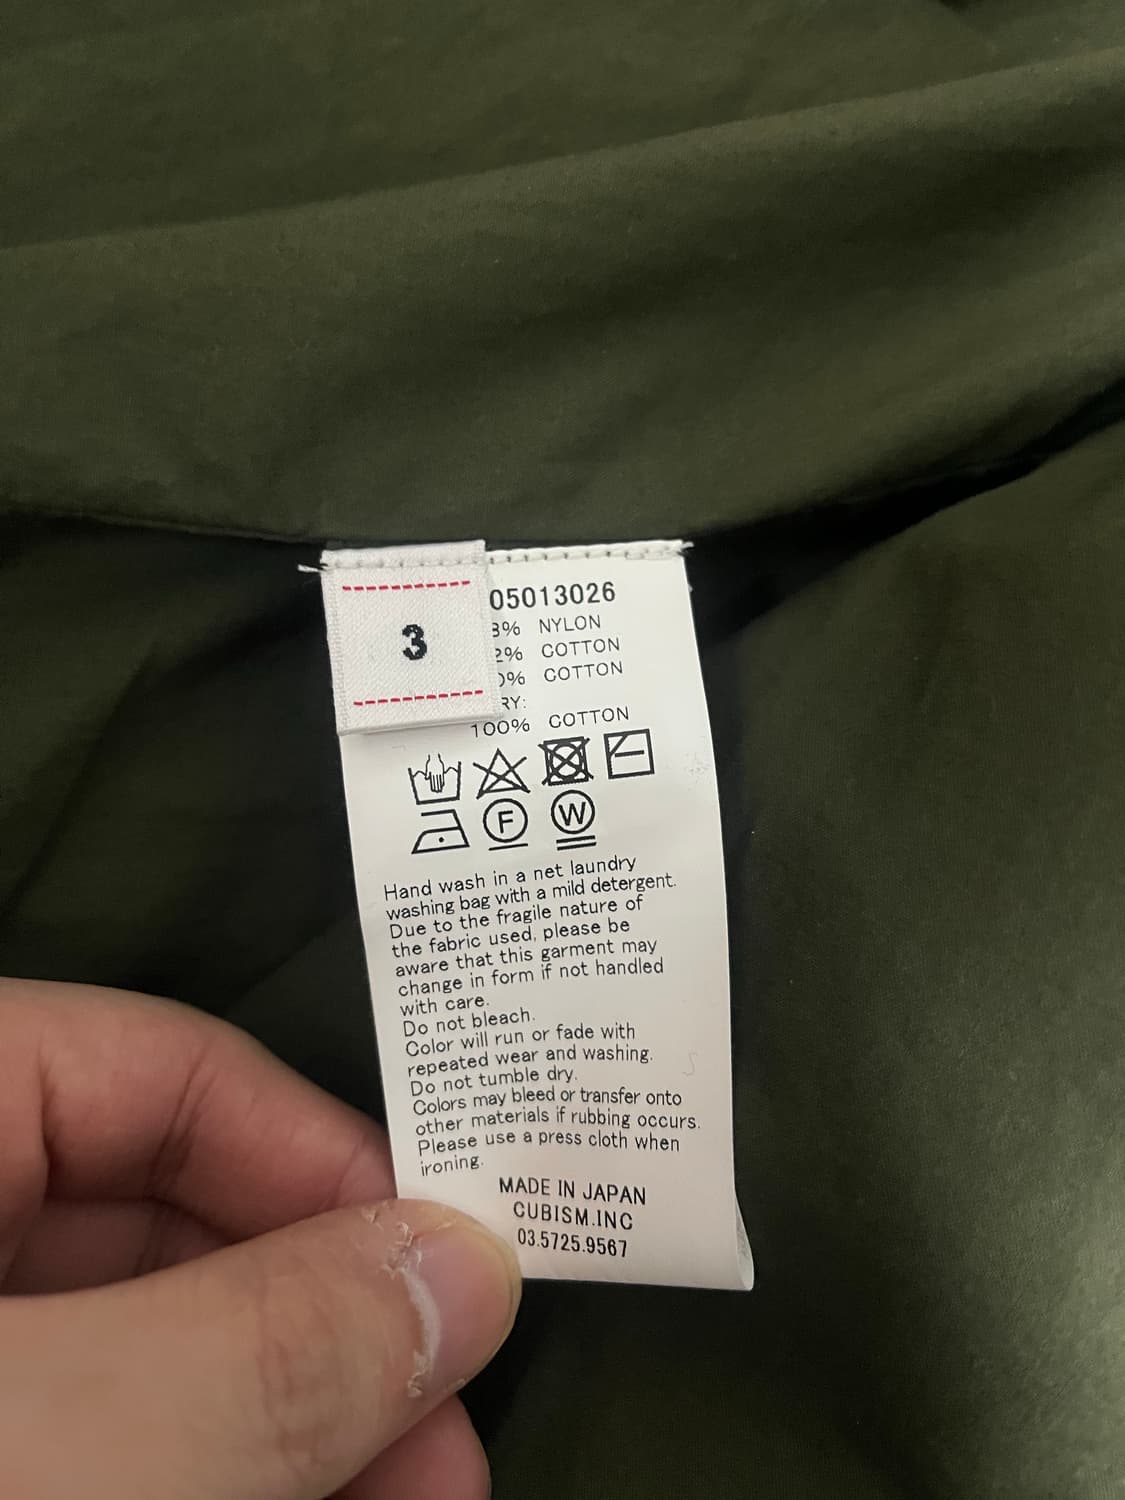 3
05013026
3% NYLON
2% COTTON
0% COTTON
RY:
100% COTTON
F
W
Hand wash in a net laundry
washing bag with a mild detergent.
Due to the fragile nature of
the fabric used, please be
aware that this garment may
change in form if not handled
with care.
Do not bleach.
Color will run or fade with
repeated wear and washing.
Do not tumble dry.
Colors may bleed or transfer onto
other materials if rubbing occurs.
Please use a press cloth when
ironing.
MADE IN JAPAN
CUBISM.INC
03.5725.9567